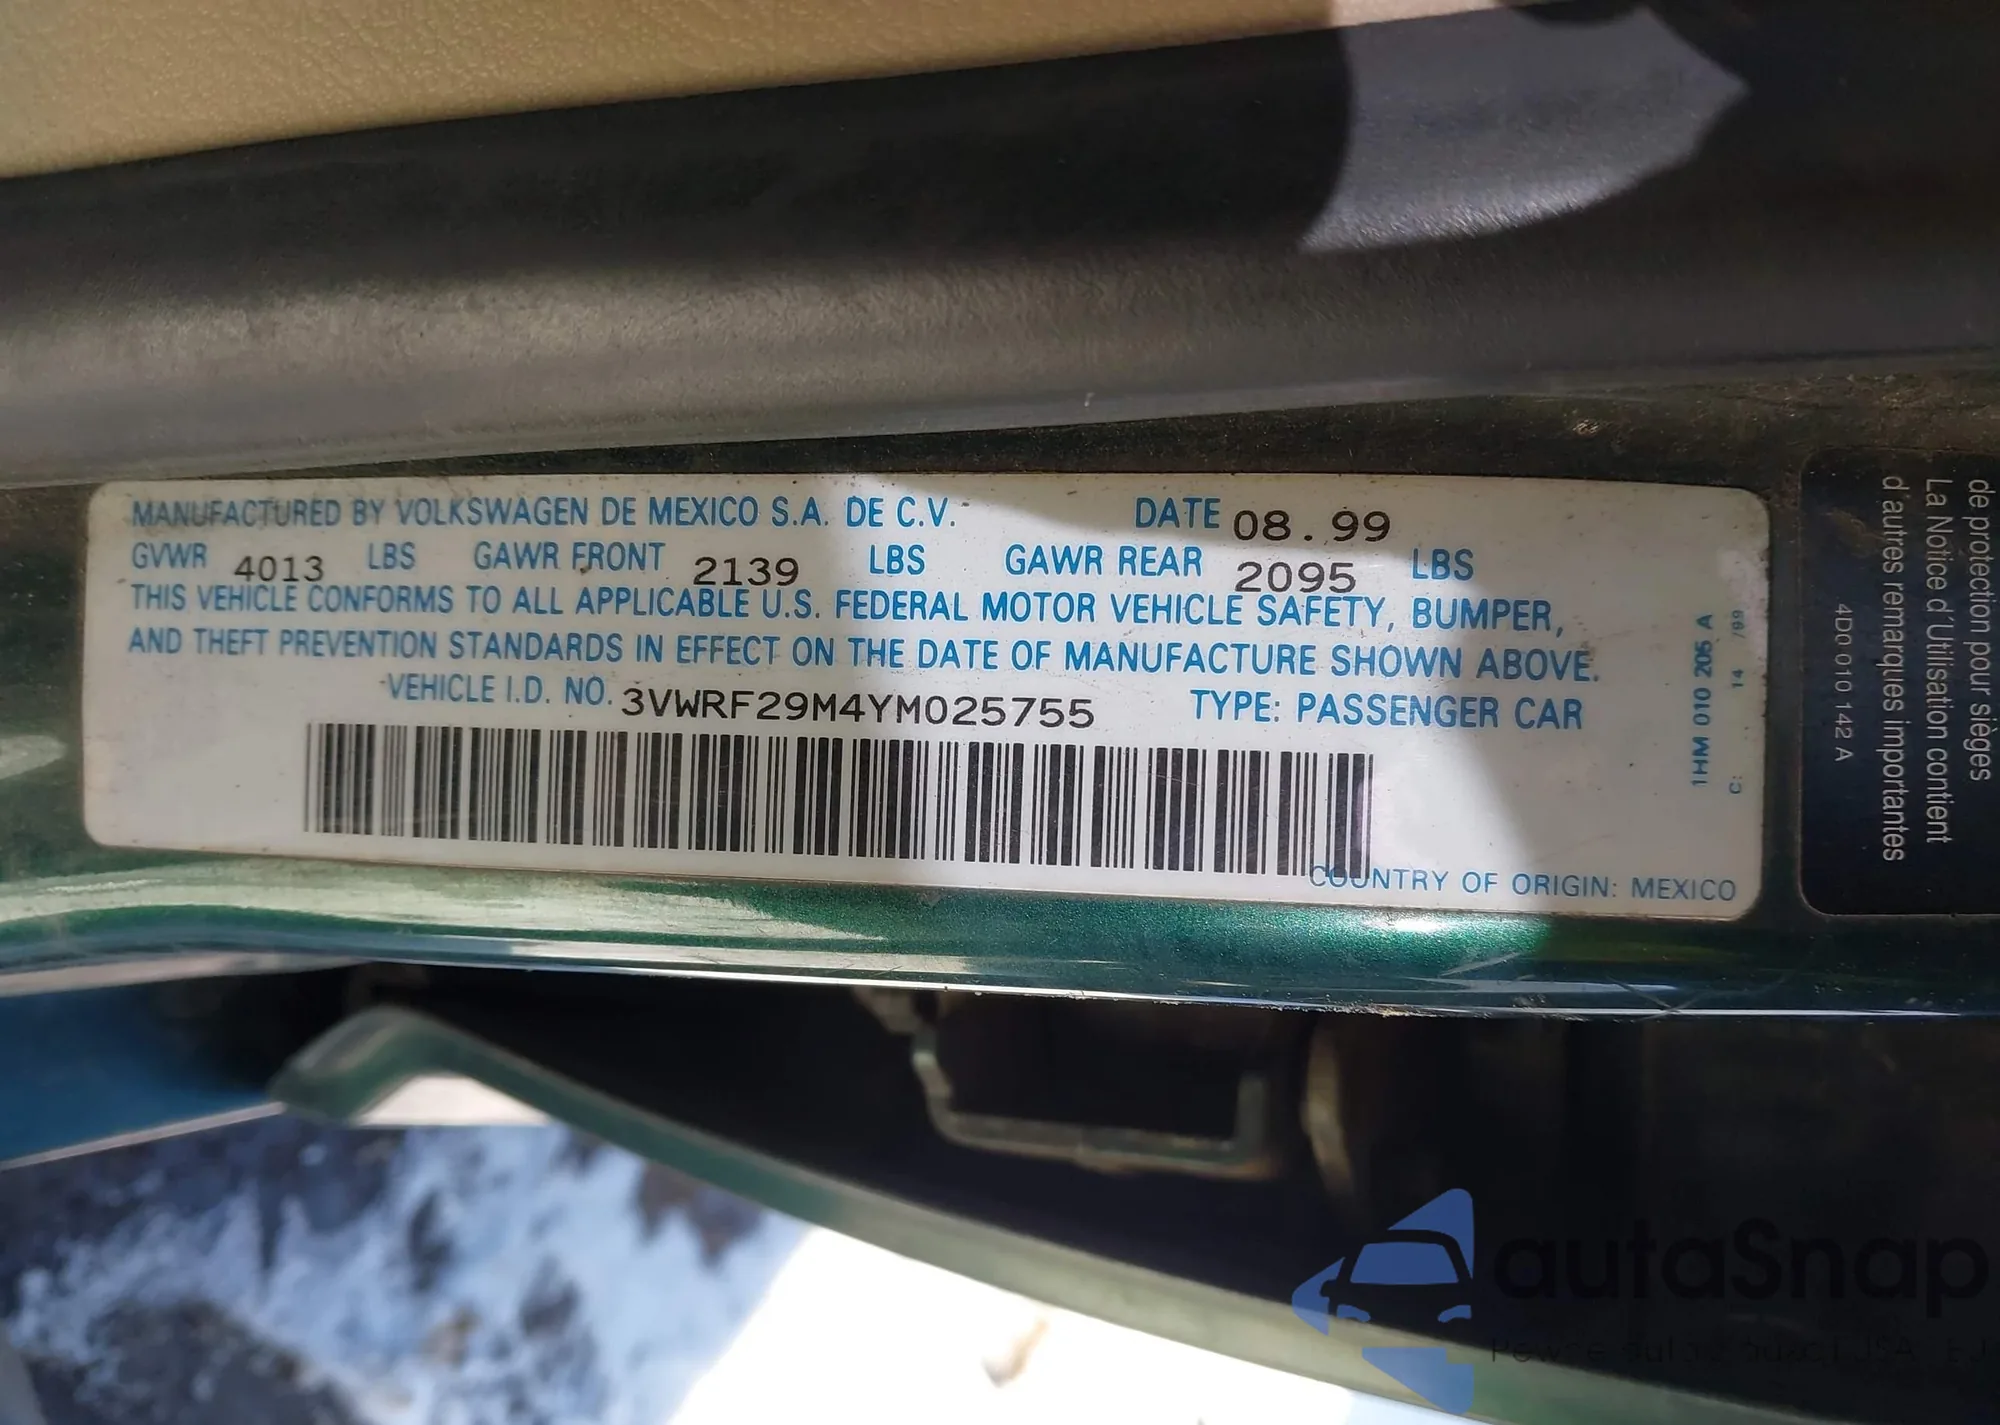 MANUFACTURED BY VOLKSWAGEN DE MEXICO S.A. DE C.V. DATE 08.99
GVWR 4013 LBS GAWR FRONT 2139 LBS GAWR REAR 2095 LBS
THIS VEHICLE CONFORMS TO ALL APPLICABLE U.S. FEDERAL MOTOR VEHICLE SAFETY, BUMPER,
AND THEFT PREVENTION STANDARDS IN EFFECT ON THE DATE OF MANUFACTURE SHOWN ABOVE.
VEHICLE I.D. NO. 3VWRF29M4YM025755 TYPE: PASSENGER CAR
COUNTRY OF ORIGIN: MEXICO
1HM 010 205 A
C: 14 /99
de protection pour sièges
La Notice d'Utilisation contient
d'autres remarques importantes
4D0 010 142 A
autoSnap